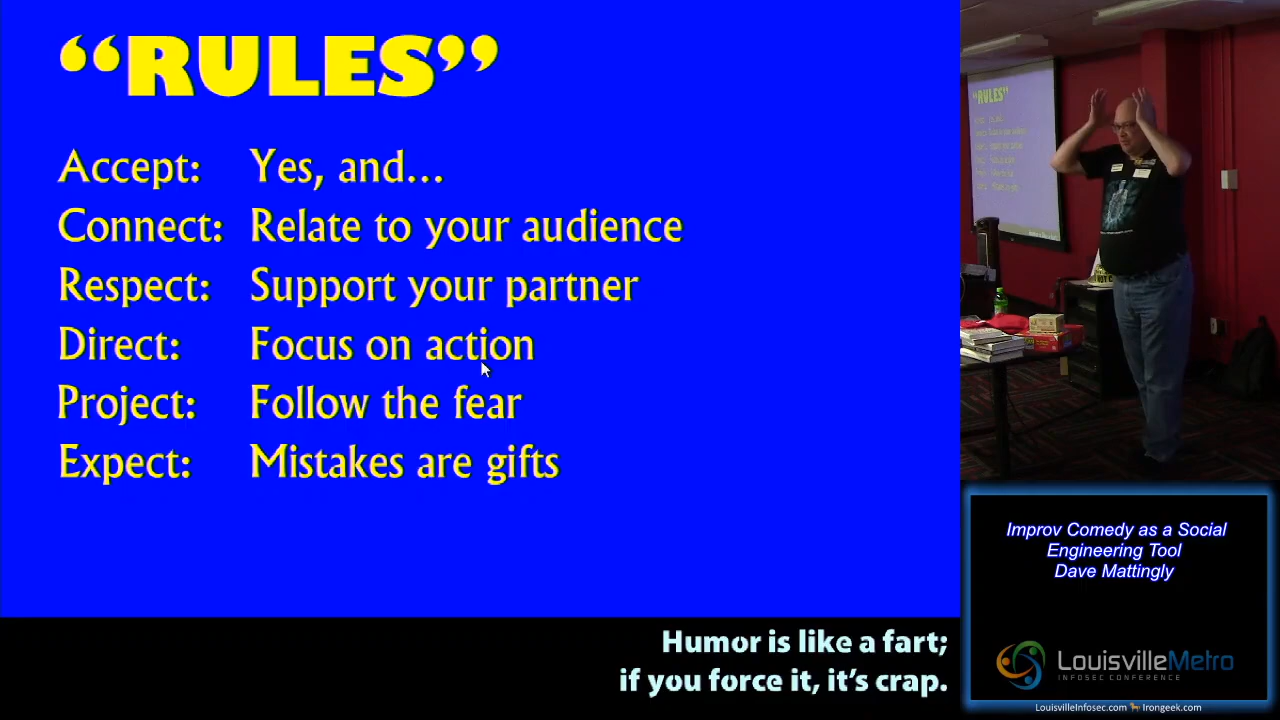 “RULES”
Accept: Yes, and...
Connect: Relate to your audience
Respect: Support your partner
Direct: Focus on action
Project: Follow the fear
Expect: Mistakes are gifts
Humor is like a fart;
if you force it, it's crap.
"RULES"
Improv Comedy as a Social
Engineering Tool
Dave Mattingly
LouisvilleMetro
INFOSEC CONFERENCE
LouisvilleInfosec.com Irongeek.com